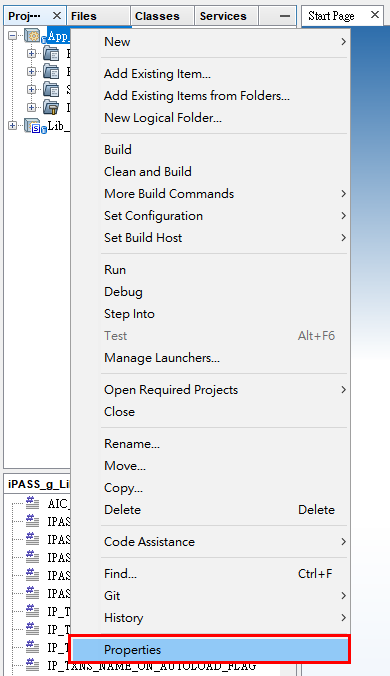 Proj--- × Files Classes Services — Start Page ×
App_
New
Add Existing Item...
Add Existing Items from Folders...
New Logical Folder...
Lib_
Build
Clean and Build
More Build Commands
Set Configuration
Set Build Host
Run
Debug
Step Into
Test Alt+F6
Manage Launchers...
Open Required Projects
Close
Rename...
Move...
Copy...
Delete Delete
Code Assistance
Find... Ctrl+F
Git
History
Properties
iPASS_g_Li
AIC_
IPAS
IPAS
IPAS
IPAS
IPAS
IP_T
IP_T
IP_T
IP_TANS_NAME_ON_AUTOLOAD_FLAG